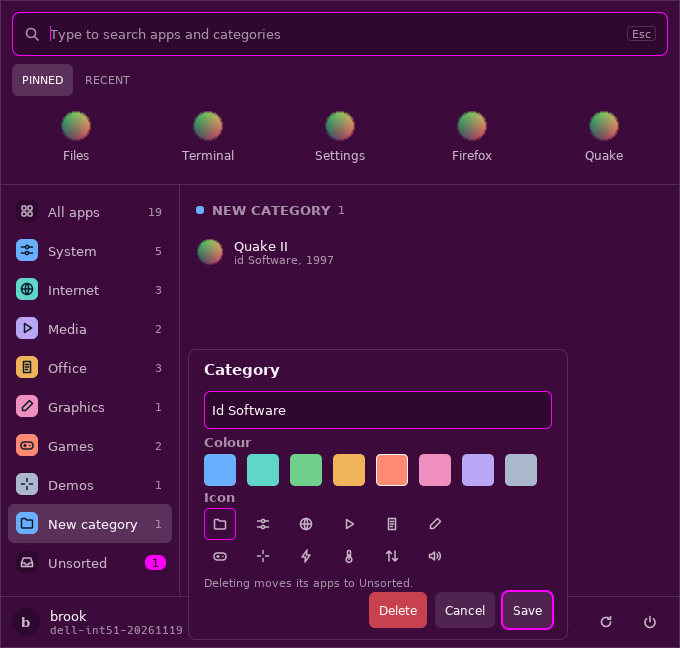 Type to search apps and categories
Esc
PINNED
RECENT
Files
Terminal
Settings
Firefox
Quake
All apps 19
System 5
Internet 3
Media 2
Office 3
Graphics 1
Games 2
Demos 1
New category 1
Unsorted 1
NEW CATEGORY 1
Quake II
id Software, 1997
Category
Id Software
Colour
Icon
Deleting moves its apps to Unsorted.
Delete
Cancel
Save
b
brook
dell-int51-20261119